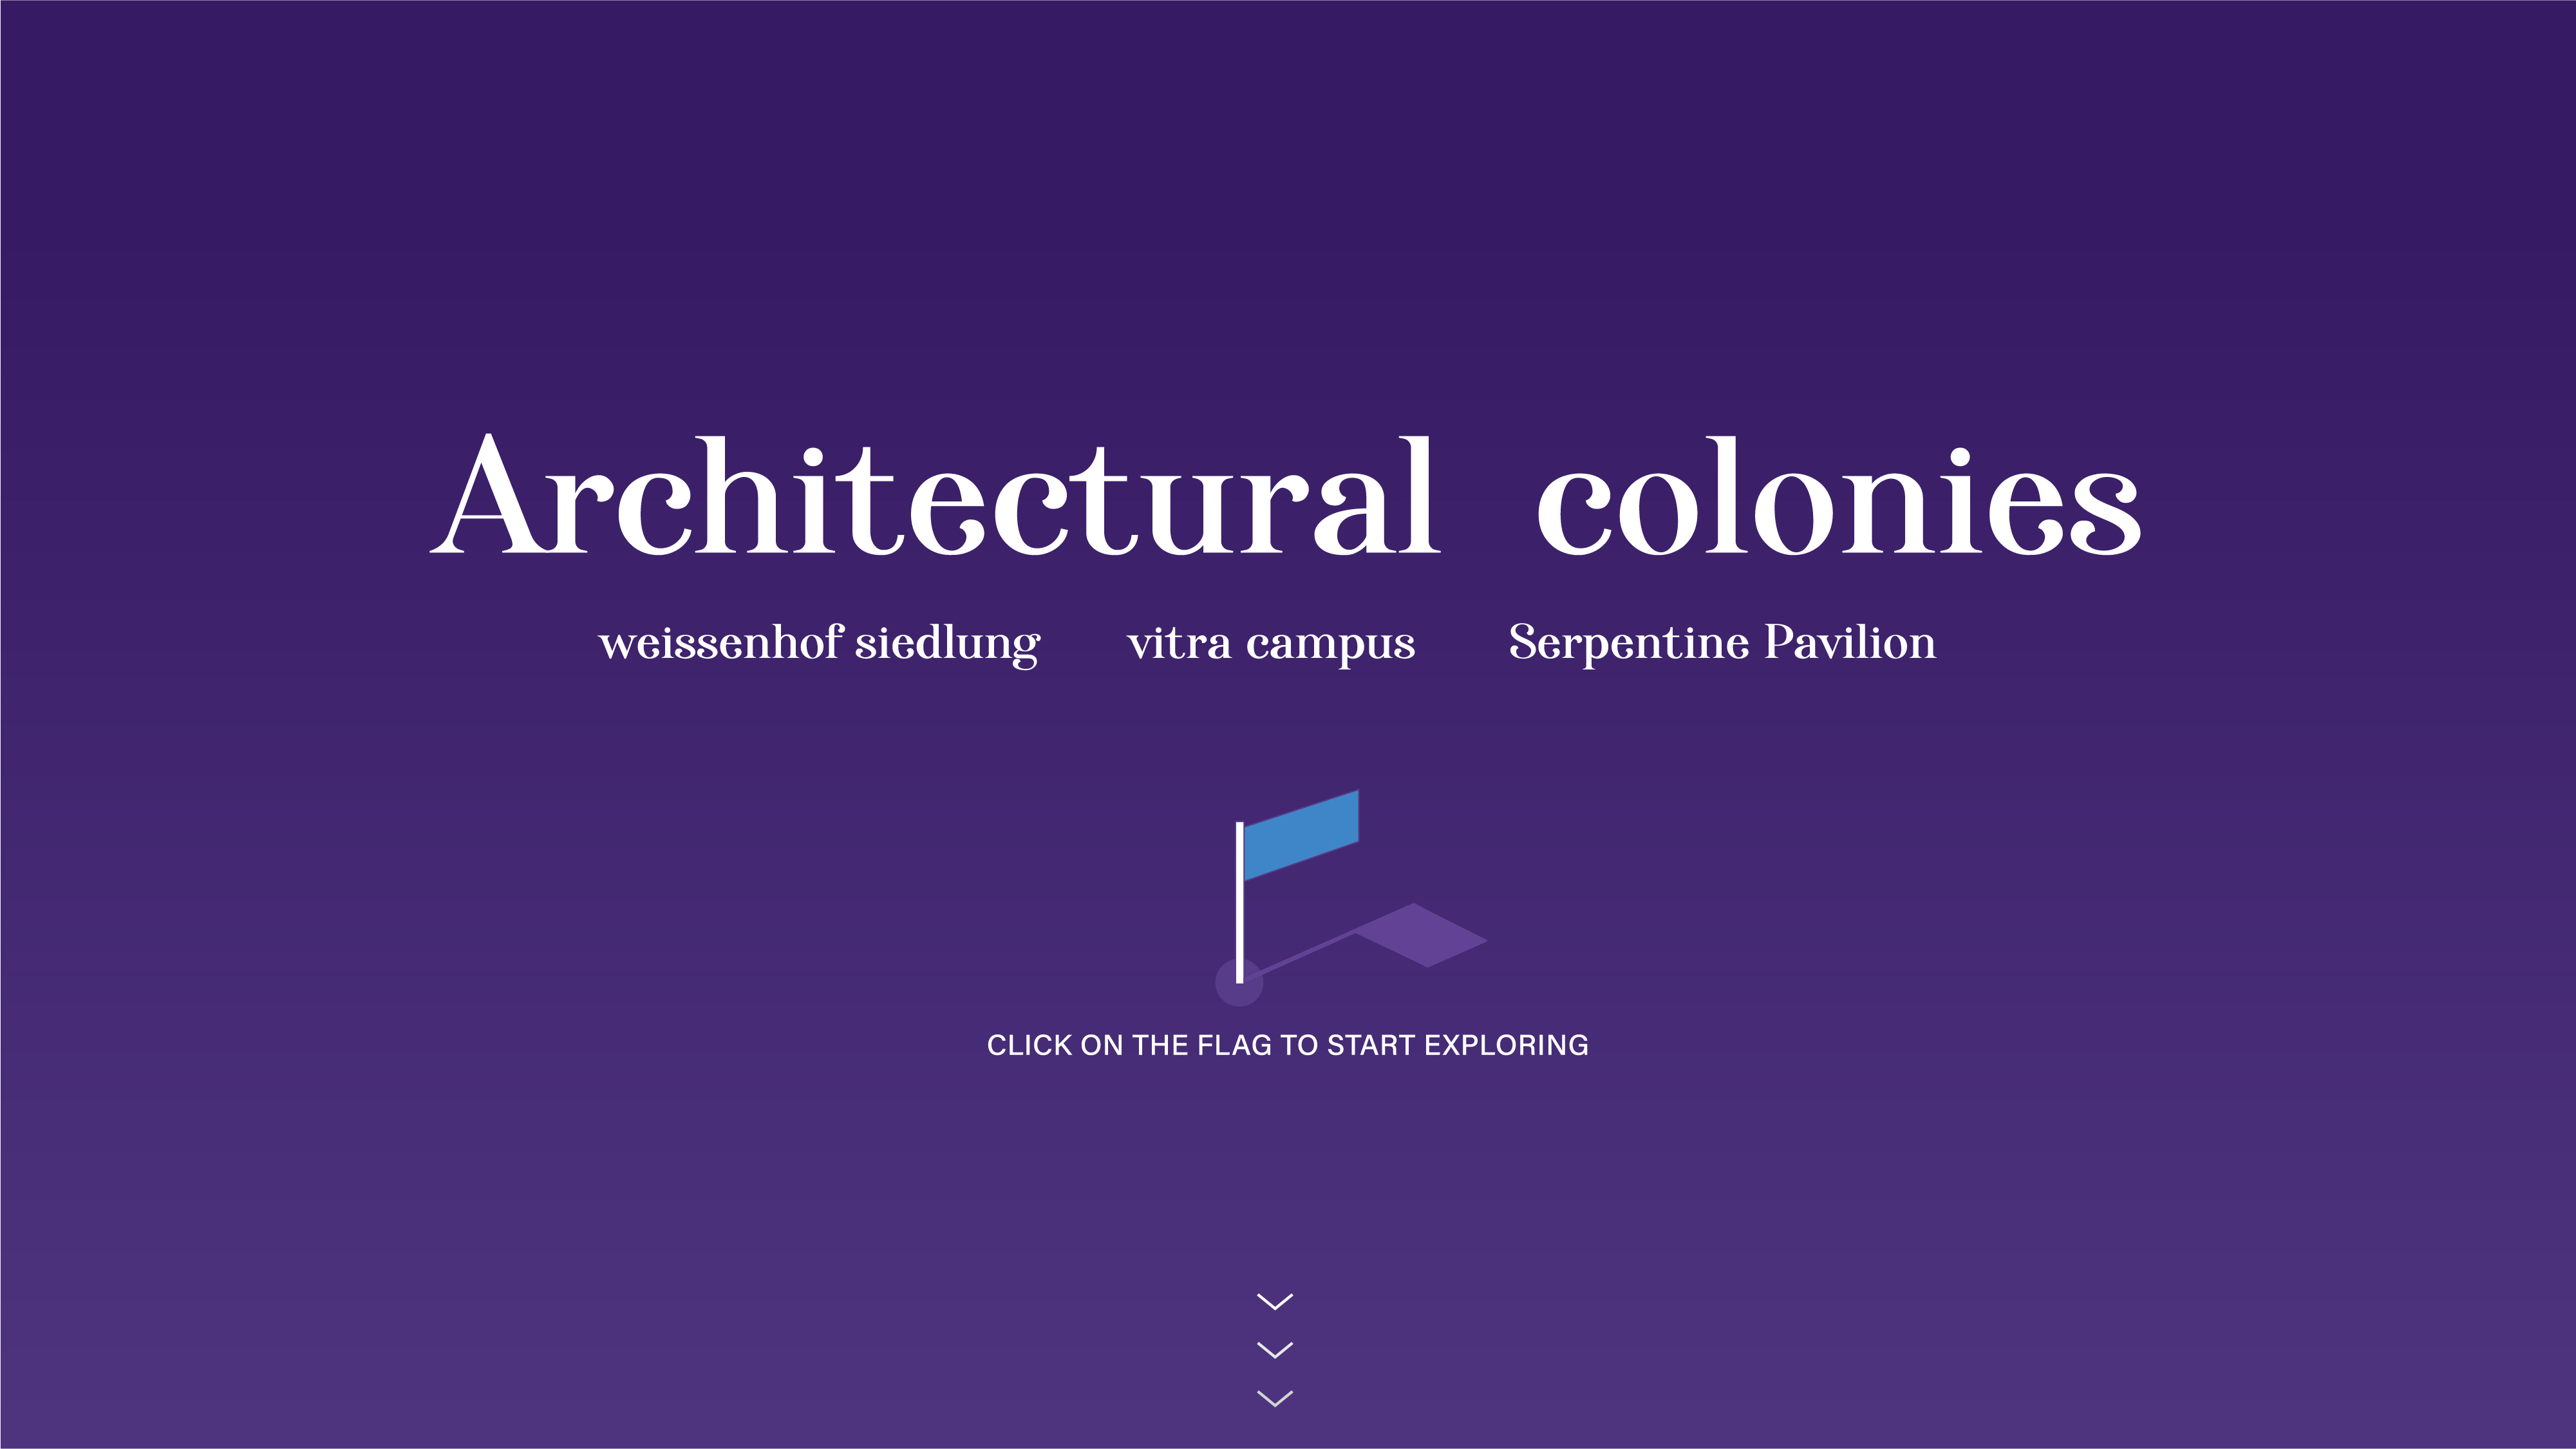 Architectural colonies
weissenhof siedlung vitra campus Serpentine Pavilion
CLICK ON THE FLAG TO START EXPLORING